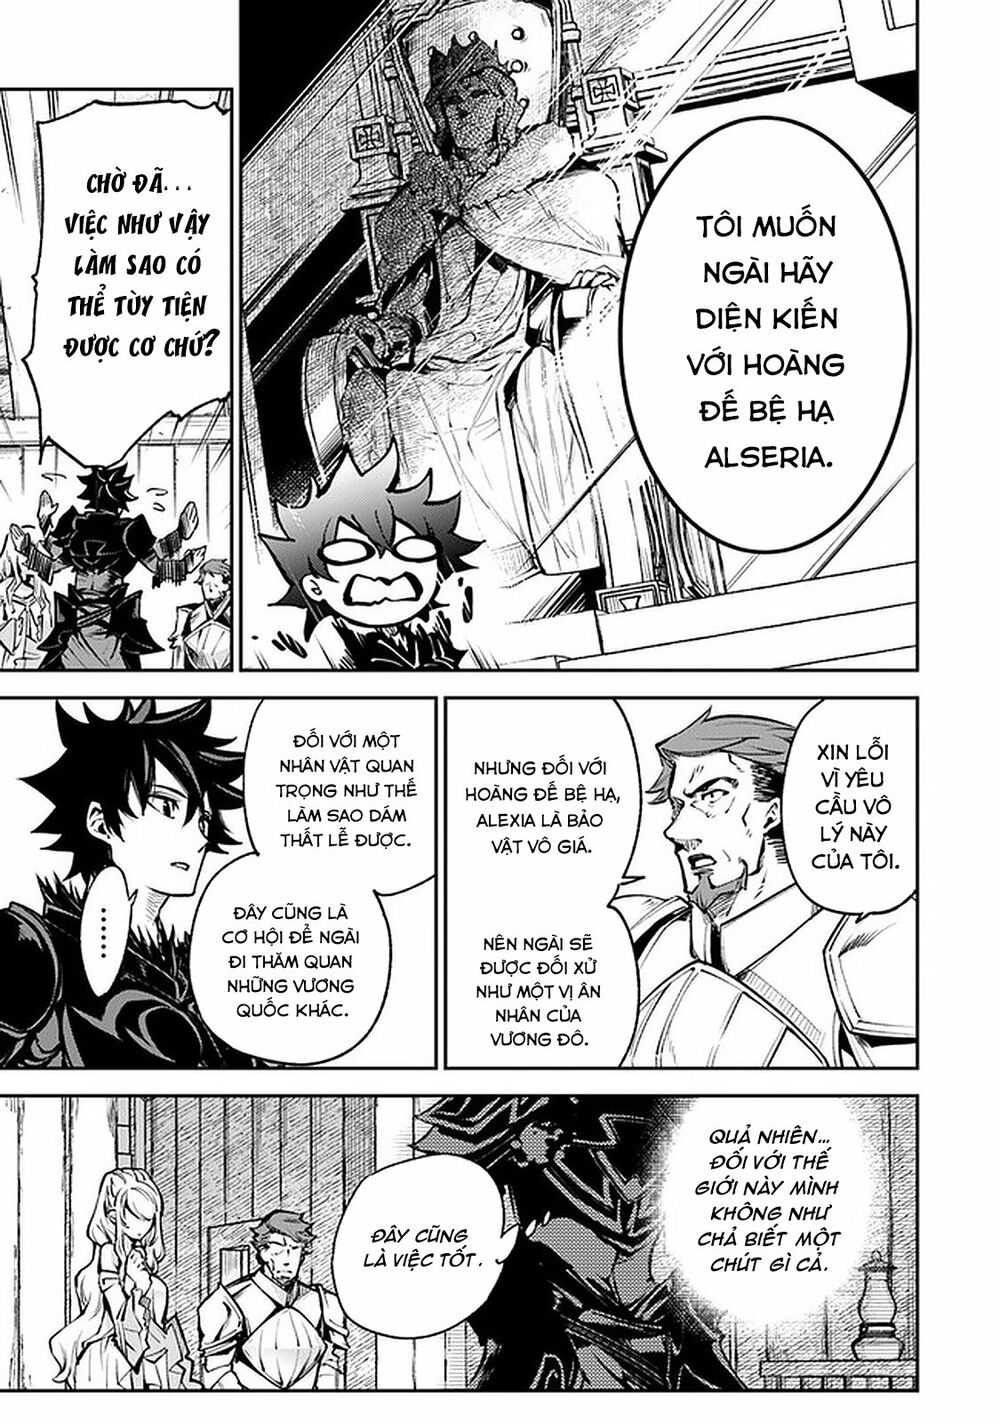 TÔI MUỐN
NGÀI HÃY
DIỆN KIẾN
VỚI HOÀNG
ĐẾ BỆ HẠ
ALSERIA.
CHỜ ĐÃ...
VIỆC NHƯ VẬY
LÀM SAO CÓ
THỂ TÙY TIỆN
ĐƯỢC CƠ CHỨ?
XIN LỖI
VÌ YÊU
CẦU VÔ
LÝ NÀY
CỦA TÔI.
NHƯNG ĐỐI VỚI
HOÀNG ĐẾ BỆ HẠ,
ALEXIA LÀ BẢO
VẬT VÔ GIÁ.
NÊN NGÀI SẼ
ĐƯỢC ĐỐI XỬ
NHƯ MỘT VỊ ÂN
NHÂN CỦA
VƯƠNG ĐÔ.
ĐỐI VỚI MỘT
NHÂN VẬT QUAN
TRỌNG NHƯ THẾ
LÀM SAO DÁM
THẤT LỄ ĐƯỢC.
ĐÂY CŨNG LÀ
CƠ HỘI ĐỂ NGÀI
ĐI THĂM QUAN
NHỮNG VƯƠNG
QUỐC KHÁC.
......
QUẢ NHIÊN...
ĐỐI VỚI THẾ
GIỚI NÀY MÌNH
KHÔNG NHƯ
CHẢ BIẾT MỘT
CHÚT GÌ CẢ.
ĐÂY CŨNG
LÀ VIỆC TỐT.